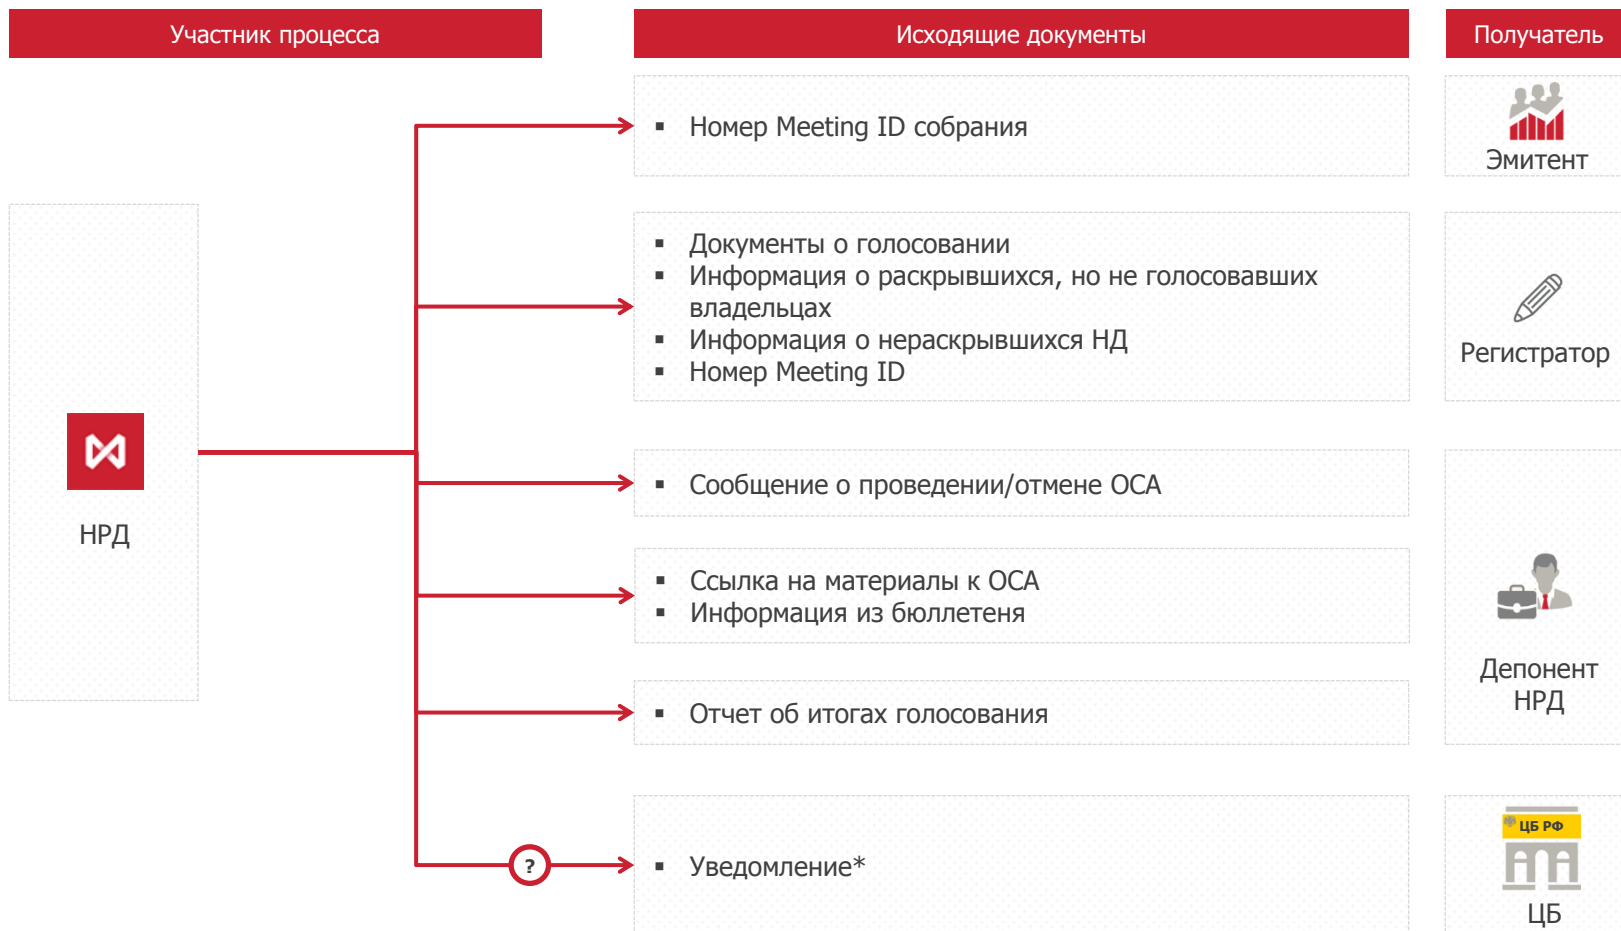 Участник процесса
Исходящие документы
Получатель
▪ Номер Meeting ID собрания
Эмитент
▪ Документы о голосовании
▪ Информация о раскрывшихся, но не голосовавших
владельцах
▪ Информация о нераскрывшихся НД
▪ Номер Meeting ID
Регистратор
НРД
▪ Сообщение о проведении/отмене ОСА
▪ Ссылка на материалы к ОСА
▪ Информация из бюллетеня
▪ Отчет об итогах голосования
Депонент
НРД
?
▪ Уведомление*
ЦБ РФ
ЦБ